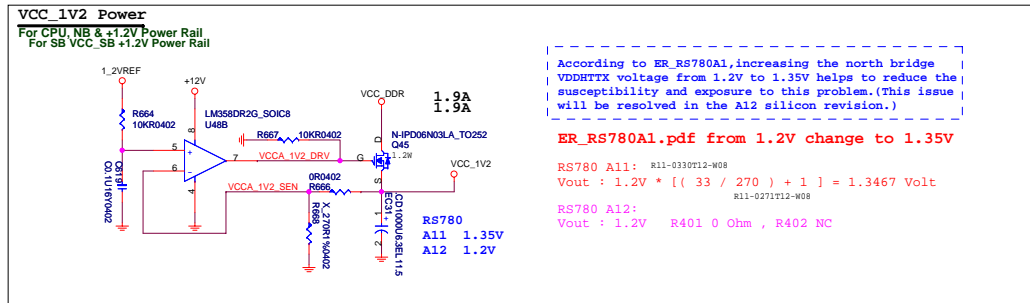 VCC_1V2 Power
For CPU, NB & +1.2V Power Rail
For SB VCC_SB +1.2V Power Rail
1_2VREF
+12V
R664
10KR0402
LM358DR2G_SOIC8
U48B
8
5
+
6
-
7
4
C619
C0.1U16Y0402
R667
10KR0402
VCCA_1V2_DRV
VCCA_1V2_SEN
0R0402
R666
R668
X_270R1%0402
VCC_DDR
1.9A
1.9A
N-IPD06N03LA_TO252
Q45
1.2W
D
G
S
VCC_1V2
1
+
2
EC31
CD1000U6.3EL11.5
RS780
A11 1.35V
A12 1.2V
According to ER_RS780A1,increasing the north bridge
VDDHTTX voltage from 1.2V to 1.35V helps to reduce the
susceptibility and exposure to this problem.(This issue
will be resolved in the A12 silicon revision.)
ER_RS780A1.pdf from 1.2V change to 1.35V
RS780 A11: R11-0330T12-W08
Vout : 1.2V * [( 33 / 270 ) + 1 ] = 1.3467 Volt
R11-0271T12-W08
RS780 A12:
Vout : 1.2V R401 0 Ohm , R402 NC